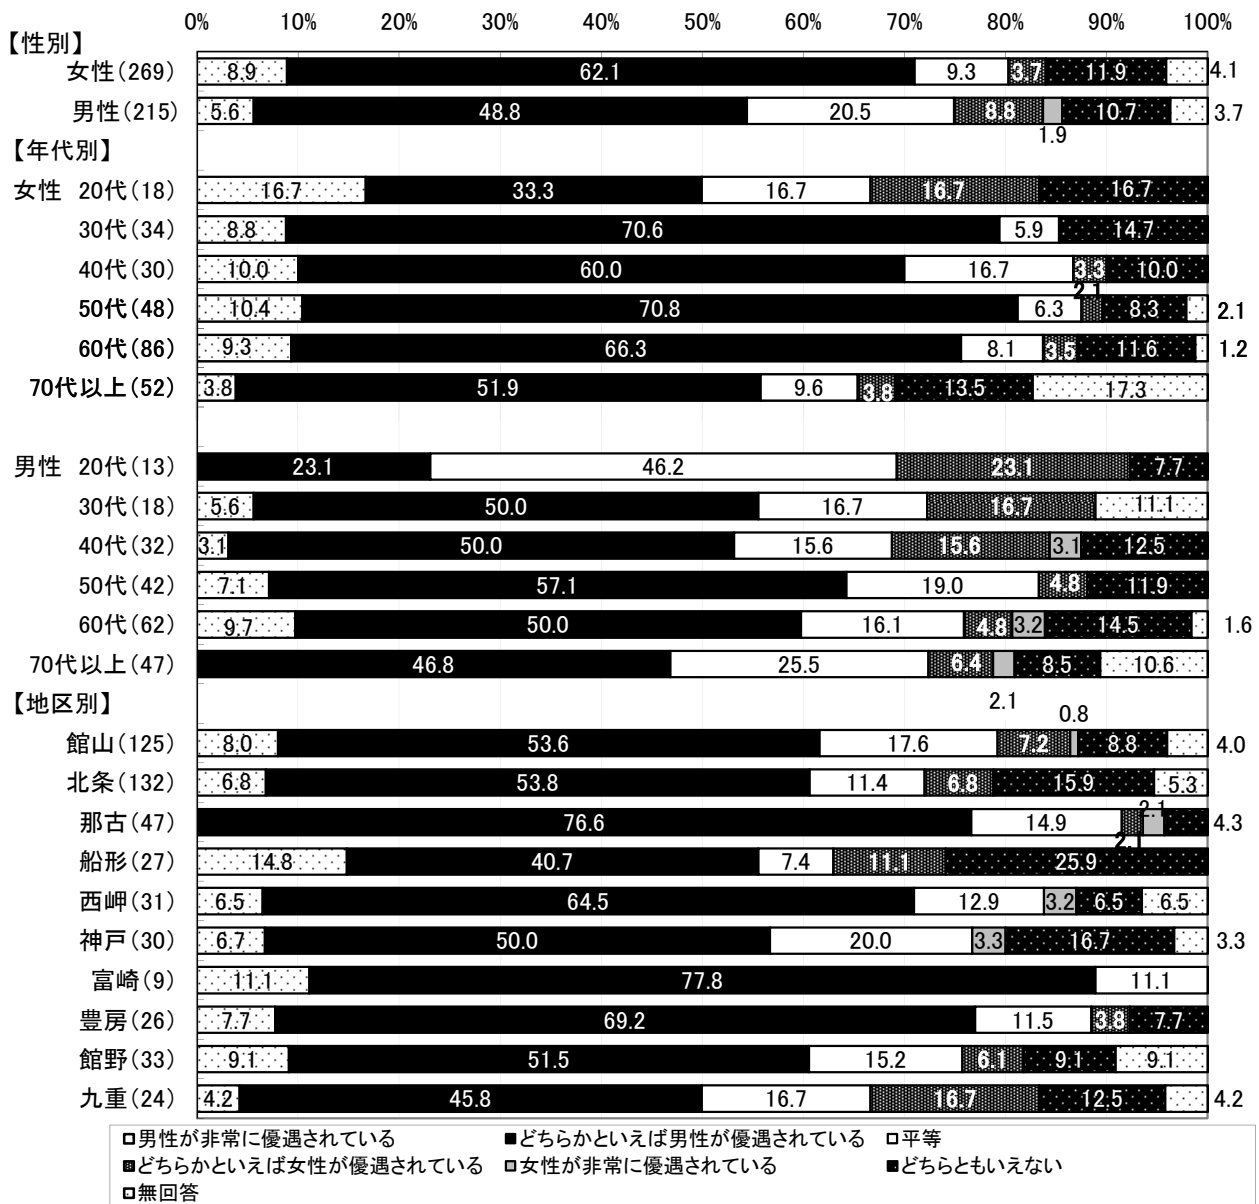 0% 10% 20% 30% 40% 50% 60% 70% 80% 90% 100%
【性別】
女性(269) 8.9 62.1 9.3 3.7 11.9 4.1
男性(215) 5.6 48.8 20.5 8.8 10.7 3.7
1.9
【年代別】
女性 20代(18) 16.7 33.3 16.7 16.7 16.7
30代(34) 8.8 70.6 5.9 14.7
40代(30) 10.0 60.0 16.7 3.3 10.0
2.1
50代(48) 10.4 70.8 6.3 8.3 2.1
60代(86) 9.3 66.3 8.1 3.5 11.6 1.2
70代以上(52) 3.8 51.9 9.6 3.8 13.5 17.3
男性 20代(13) 23.1 46.2 23.1 7.7
30代(18) 5.6 50.0 16.7 16.7 11.1
40代(32) 3.1 50.0 15.6 15.6 3.1 12.5
50代(42) 7.1 57.1 19.0 4.8 11.9
60代(62) 9.7 50.0 16.1 4.8 3.2 14.5 1.6
70代以上(47) 46.8 25.5 6.4 8.5 10.6
【地区別】 2.1 0.8
館山(125) 8.0 53.6 17.6 7.2 8.8 4.0
北条(132) 6.8 53.8 11.4 6.8 15.9 5.3
那古(47) 76.6 14.9 2.1 4.3
2.1
船形(27) 14.8 40.7 7.4 11.1 25.9
西岬(31) 6.5 64.5 12.9 3.2 6.5 6.5
神戸(30) 6.7 50.0 20.0 3.3 16.7 3.3
富崎(9) 11.1 77.8 11.1
豊房(26) 7.7 69.2 11.5 3.8 7.7
館野(33) 9.1 51.5 15.2 6.1 9.1 9.1
九重(24) 4.2 45.8 16.7 16.7 12.5 4.2
男性が非常に優遇されている どちらかといえば男性が優遇されている 平等
どちらかといえば女性が優遇されている 女性が非常に優遇されている どちらともいえない
無回答